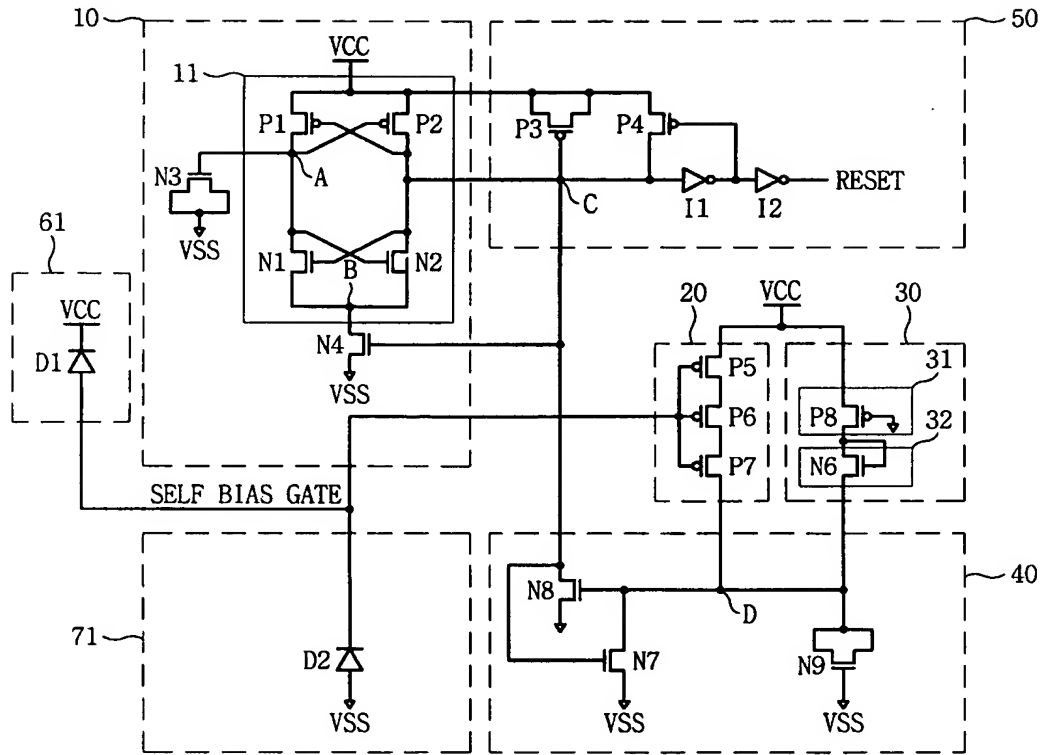 10
50
VCC
11
P1
P2
P3
P4
N3
A
C
I1
I2
RESET
VSS
61
N1
B
N2
VCC
VCC
20
30
D1
N4
VSS
P5
31
P6
P8
32
P7
N6
SELF BIAS GATE
N8
D
40
71
D2
N7
N9
VSS
VSS
VSS